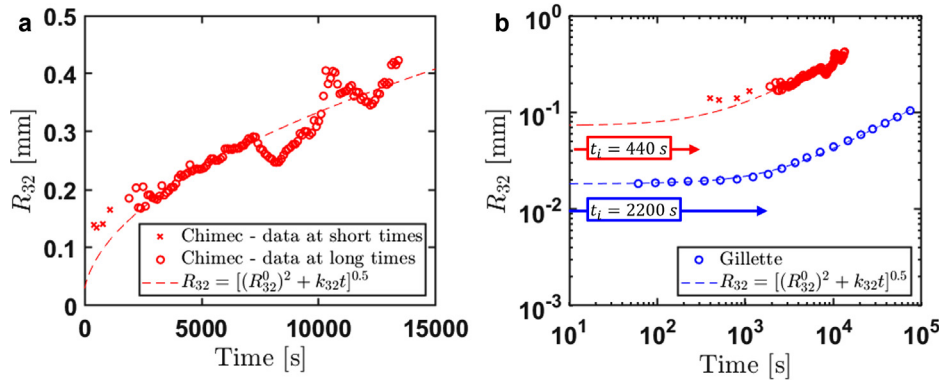 a
0.5
0.4
0.3
0.2
0.1
0
R₃₂ [mm]
0 5000 10000 15000
Time [s]
× Chimec - data at short times
○ Chimec - data at long times
R₃₂ = [(R⁰₃₂)² + k₃₂t]⁰·⁵
b
10⁰
10⁻¹
10⁻²
10⁻³
R₃₂ [mm]
t_i = 440 s
t_i = 2200 s
Gillette
R₃₂ = [(R⁰₃₂)² + k₃₂t]⁰·⁵
10¹ 10² 10³ 10⁴ 10⁵
Time [s]